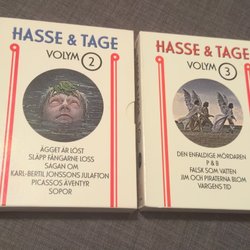 HASSE & TAGE
VOLYM 2
ÄGGET ÄR LÖST
SLÄPP FÅNGARNE LOSS
SAGAN OM
KARL-BERTIL JONSSONS JULAFTON
PICASSOS ÄVENTYR
SOPOR
HASSE & TAGE
VOLYM 3
DEN ENFALDIGE MÖRDAREN
P & B
FALSK SOM VATTEN
JIM OCH PIRATERNA BLOM
VARGENS TID